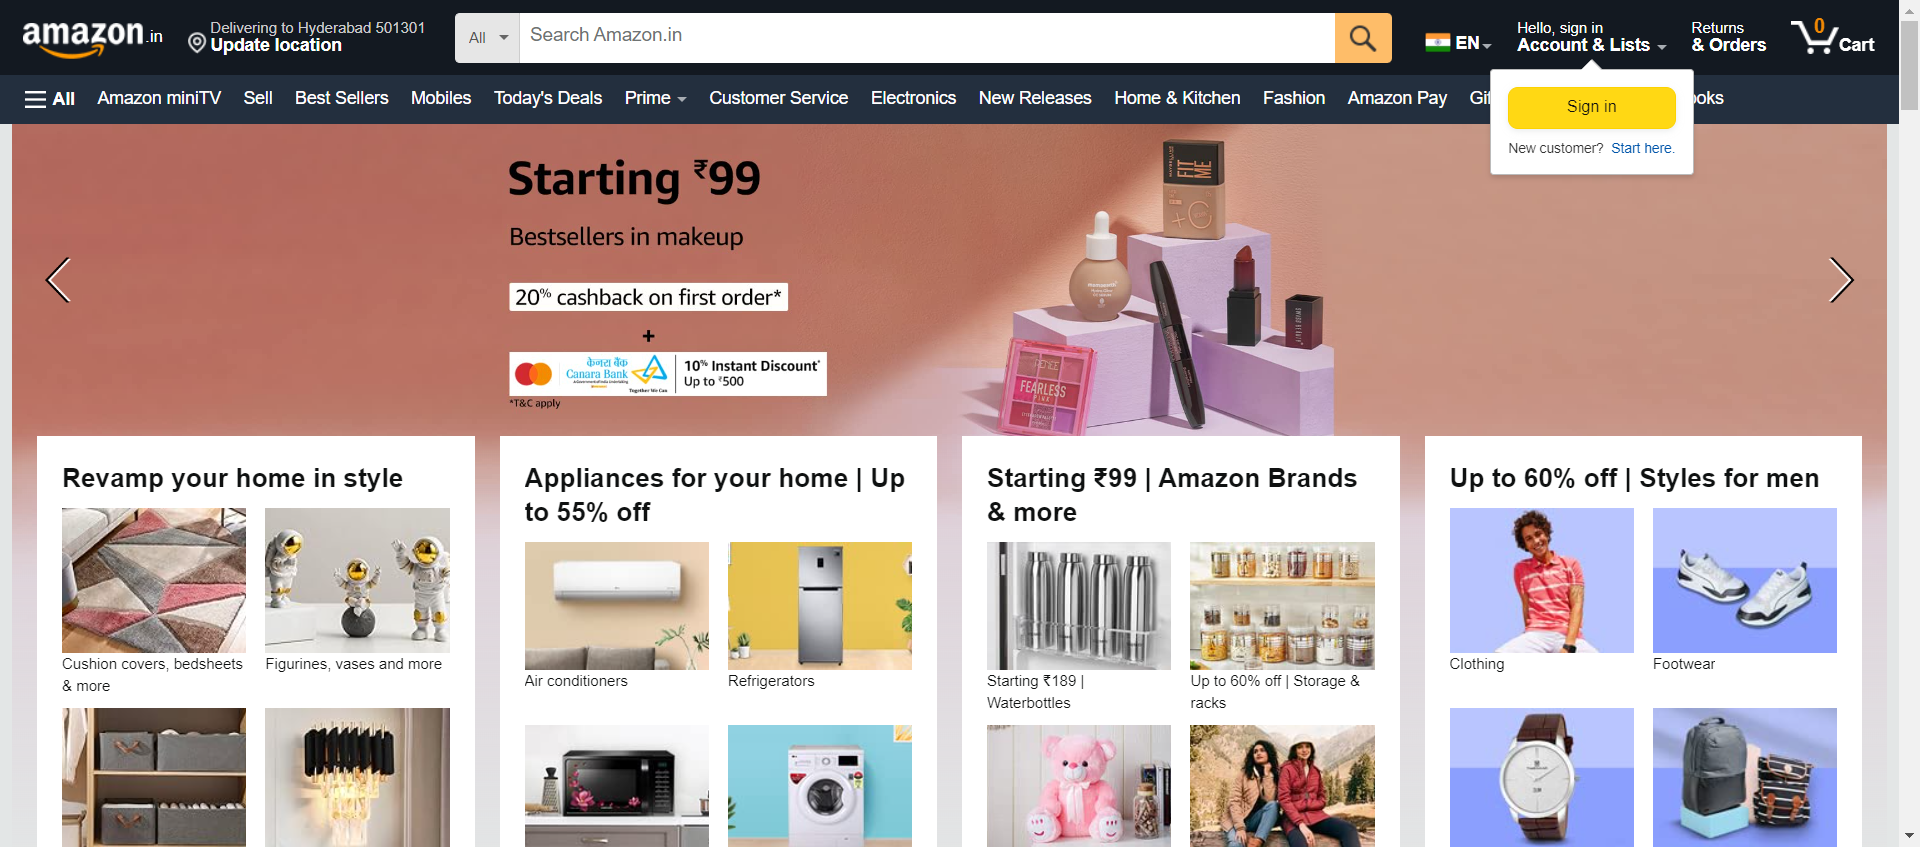 amazon.in
Delivering to Hyderabad 501301
Update location
All
Search Amazon.in
EN
Hello, sign in
Account & Lists
Returns
& Orders
0
Cart
All
Amazon miniTV
Sell
Best Sellers
Mobiles
Today's Deals
Prime
Customer Service
Electronics
New Releases
Home & Kitchen
Fashion
Amazon Pay
Sign in
New customer? Start here.
Starting ₹99
Bestsellers in makeup
20% cashback on first order*
+
केनरा बैंक
Canara Bank
Together We Can
10% Instant Discount*
Up to ₹500
*T&C apply
FIT
ME
FEARLESS
PINK
Revamp your home in style
Cushion covers, bedsheets
& more
Figurines, vases and more
Appliances for your home | Up
to 55% off
Air conditioners
Refrigerators
Starting ₹99 | Amazon Brands
& more
Starting ₹189 |
Waterbottles
Up to 60% off | Storage &
racks
Up to 60% off | Styles for men
Clothing
Footwear